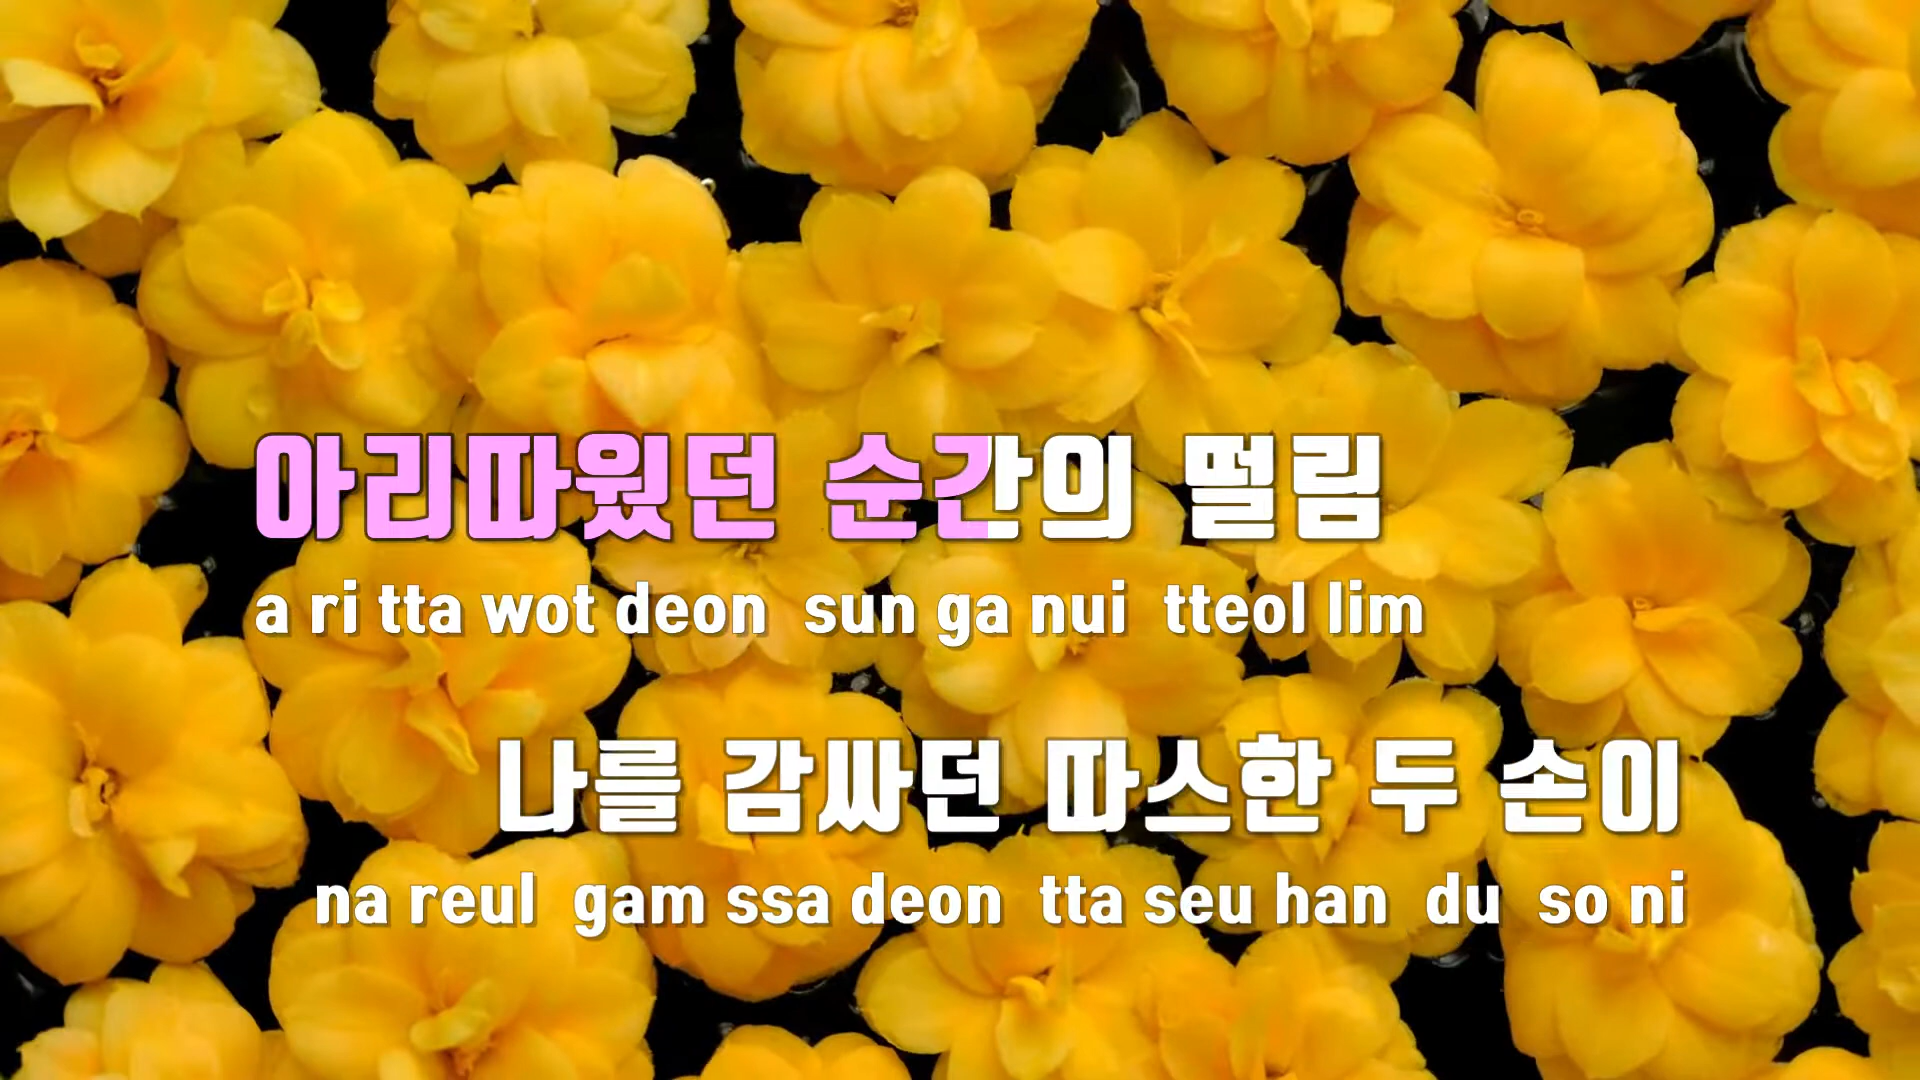 아리따웠던 순간의 떨림
a ri tta wot deon sun ga nui tteol lim
나를 감싸던 따스한 두 손이
na reul gam ssa deon tta seu han du so ni